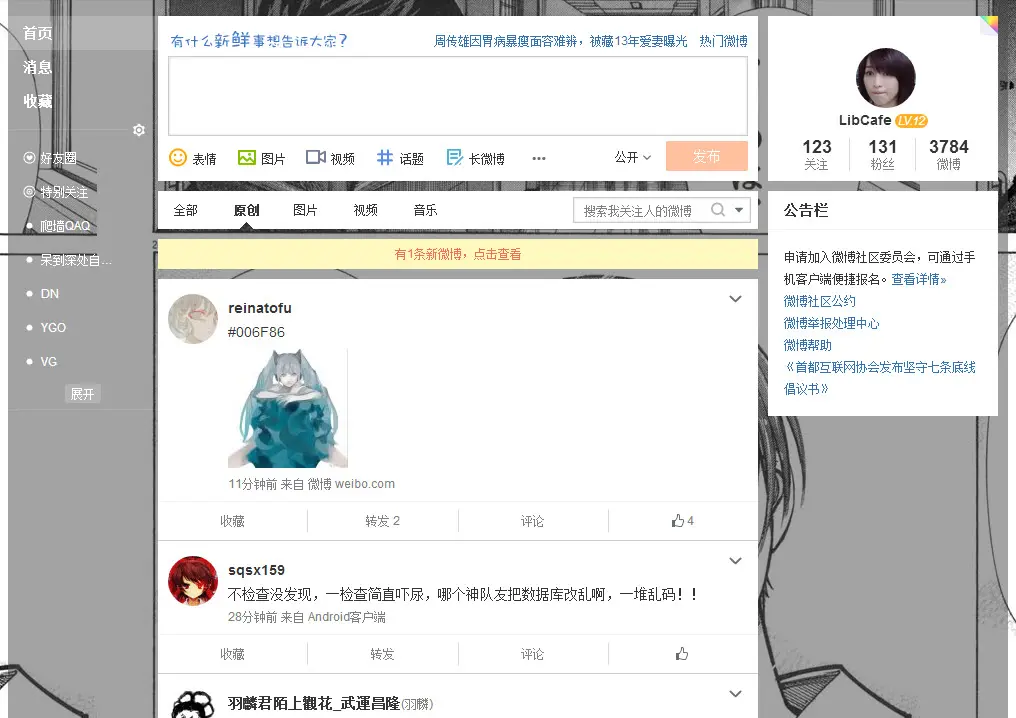 首页
消息
收藏
好友圈
特别关注
爬墙QAQ
呆到深处自...
DN
YGO
VG
展开
有什么新鲜事想告诉大家?
周传雄因胃病暴瘦面容难辨，被藏13年爱妻曝光 热门微博
表情 图片 视频 话题 长微博 ... 公开 发布
全部 原创 图片 视频 音乐 搜索我关注人的微博
有1条新微博，点击查看
reinatofu
#006F86
11分钟前 来自 微博 weibo.com
收藏 转发 2 评论 4
sqsx159
不检查没发现，一检查简直吓尿，哪个神队友把数据库改乱啊，一堆乱码！！
28分钟前 来自 Android客户端
收藏 转发 评论
羽麟君陌上觀花_武運昌隆(羽麟)
LibCafe LV.12
123 131 3784
关注 粉丝 微博
公告栏
申请加入微博社区委员会，可通过手
机客户端便捷报名。查看详情»
微博社区公约
微博举报处理中心
微博帮助
《首都互联网协会发布坚守七条底线
倡议书》